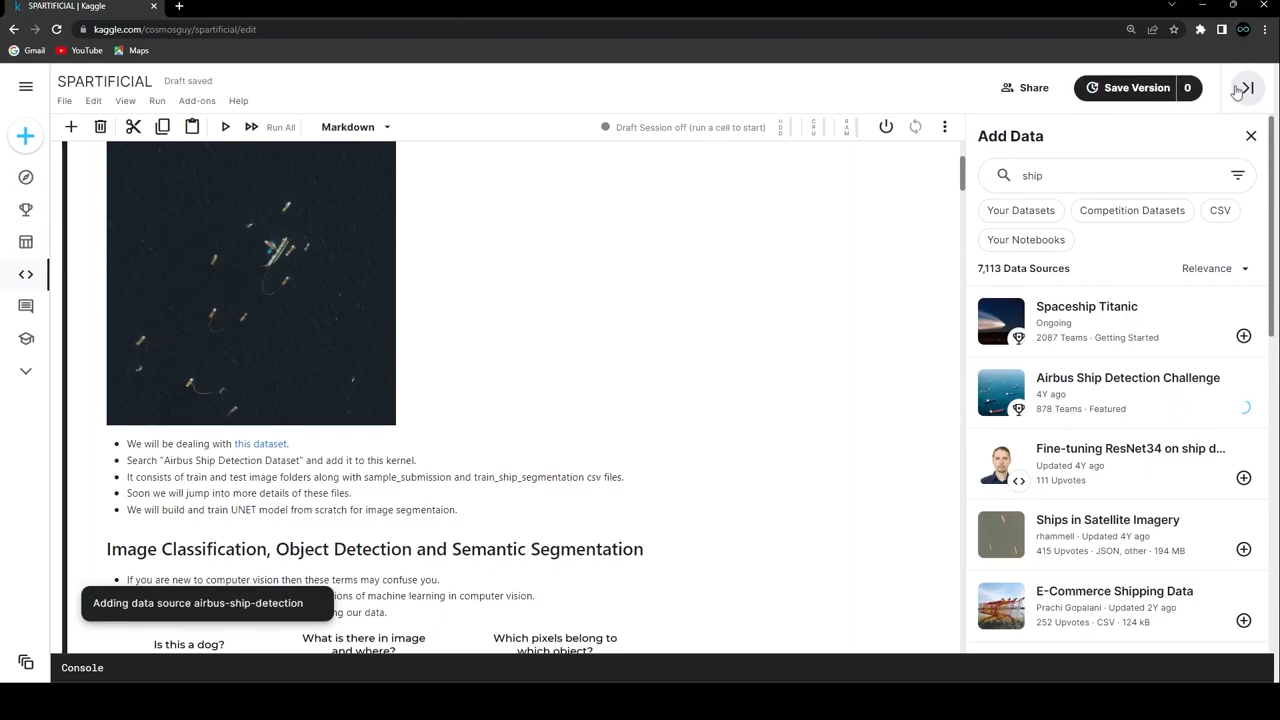 SPARTIFICIAL | Kaggle
kaggle.com/cosmosguy/spartificial/edit
Gmail YouTube Maps
SPARTIFICIAL Draft saved
File Edit View Run Add-ons Help
Share Save Version 0
Run All Markdown Draft Session off (run a cell to start) HDD CPU RAM
Add Data
ship
Your Datasets Competition Datasets CSV
Your Notebooks
7,113 Data Sources Relevance
Spaceship Titanic
Ongoing
2087 Teams · Getting Started
Airbus Ship Detection Challenge
4Y ago
878 Teams · Featured
Fine-tuning ResNet34 on ship d...
Updated 4Y ago
111 Upvotes
Ships in Satellite Imagery
rhammell · Updated 4Y ago
415 Upvotes · JSON, other · 194 MB
E-Commerce Shipping Data
Prachi Gopalani · Updated 2Y ago
252 Upvotes · CSV · 124 kB
We will be dealing with this dataset.
Search "Airbus Ship Detection Dataset" and add it to this kernel.
It consists of train and test image folders along with sample_submission and train_ship_segmentation csv files.
Soon we will jump into more details of these files.
We will build and train UNET model from scratch for image segmentaion.
Image Classification, Object Detection and Semantic Segmentation
If you are new to computer vision then these terms may confuse you.
ions of machine learning in computer vision.
ng our data.
Adding data source airbus-ship-detection
Is this a dog?
What is there in image
and where?
Which pixels belong to
which object?
Console